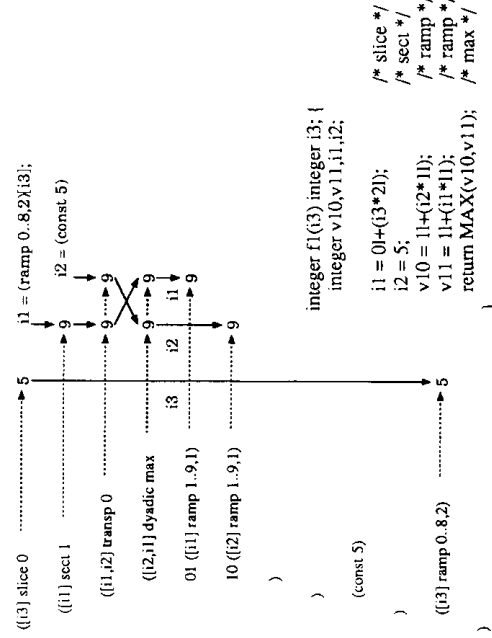 ([i3] slice 0 5 i1 = (ramp 0..8,2)[i3];
([i1] sect 1 9 i2 = (const 5)
([i1,i2] transp 0 9 9
([i2,i1] dyadic max 9 9
i3 i2 i1
01 ([i1] ramp 1..9,1) 9
10 ([i2] ramp 1..9,1) 9
)
)
(const 5)
)
([i3] ramp 0..8,2) 5
)
integer f1(i3) integer i3; {
integer v10,v11,i1,i2;
i1 = 0l+(i3*2l); /* slice */
i2 = 5; /* sect */
v10 = 1l+(i2*1l); /* ramp */
v11 = 1l+(i1*1l); /* ramp */
return MAX(v10,v11); /* max */
}